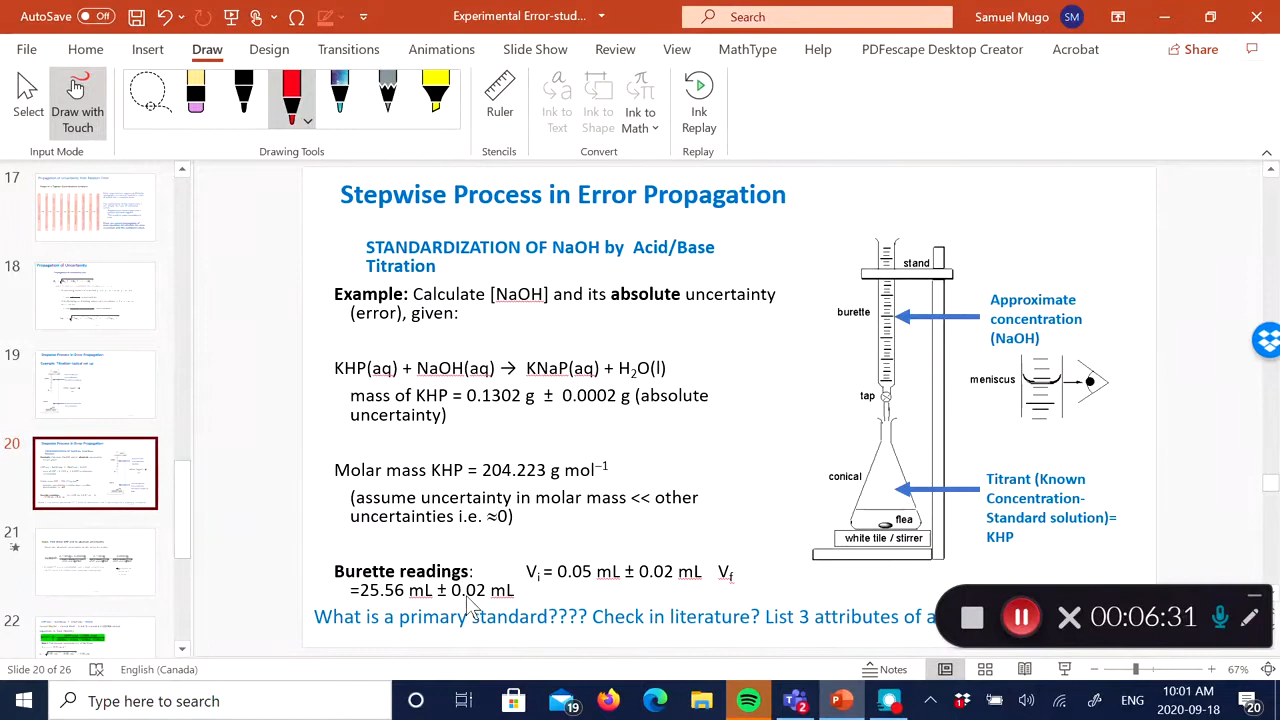 AutoSave Off
Experimental Error-stud...
Search
Samuel Mugo SM
File Home Insert Draw Design Transitions Animations Slide Show Review View MathType Help PDFescape Desktop Creator Acrobat Share
Select
Draw with
Touch
Ruler
Ink to
Text
Ink to
Shape
Ink to
Math
Ink
Replay
Input Mode Drawing Tools Stencils Convert Replay
17
18
Propagation of Uncertainty
19
20
21
22
Stepwise Process in Error Propagation
STANDARDIZATION OF NaOH by Acid/Base
Titration
Example: Calculate [NaOH] and its absolute uncertainty
(error), given:
KHP(aq) + NaOH(aq) → KNaP(aq) + H₂O(l)
mass of KHP = 0.1302 g ± 0.0002 g (absolute
uncertainty)
Molar mass KHP = 204.223 g mol⁻¹
(assume uncertainty in molar mass << other
uncertainties i.e. ≈0)
Burette readings: Vᵢ = 0.05 mL ± 0.02 mL Vf
=25.56 mL ± 0.02 mL
What is a primary standard???? Check in literature? List 3 attributes of a
stand
burette
tap
conical
flea
white tile / stirrer
Approximate
concentration
(NaOH)
meniscus
Titrant (Known
Concentration-
Standard solution)=
KHP
00:06:31
Slide 20 of 26 English (Canada) Notes 67%
Type here to search
19
2
1
ENG
10:01 AM
2020-09-18
20